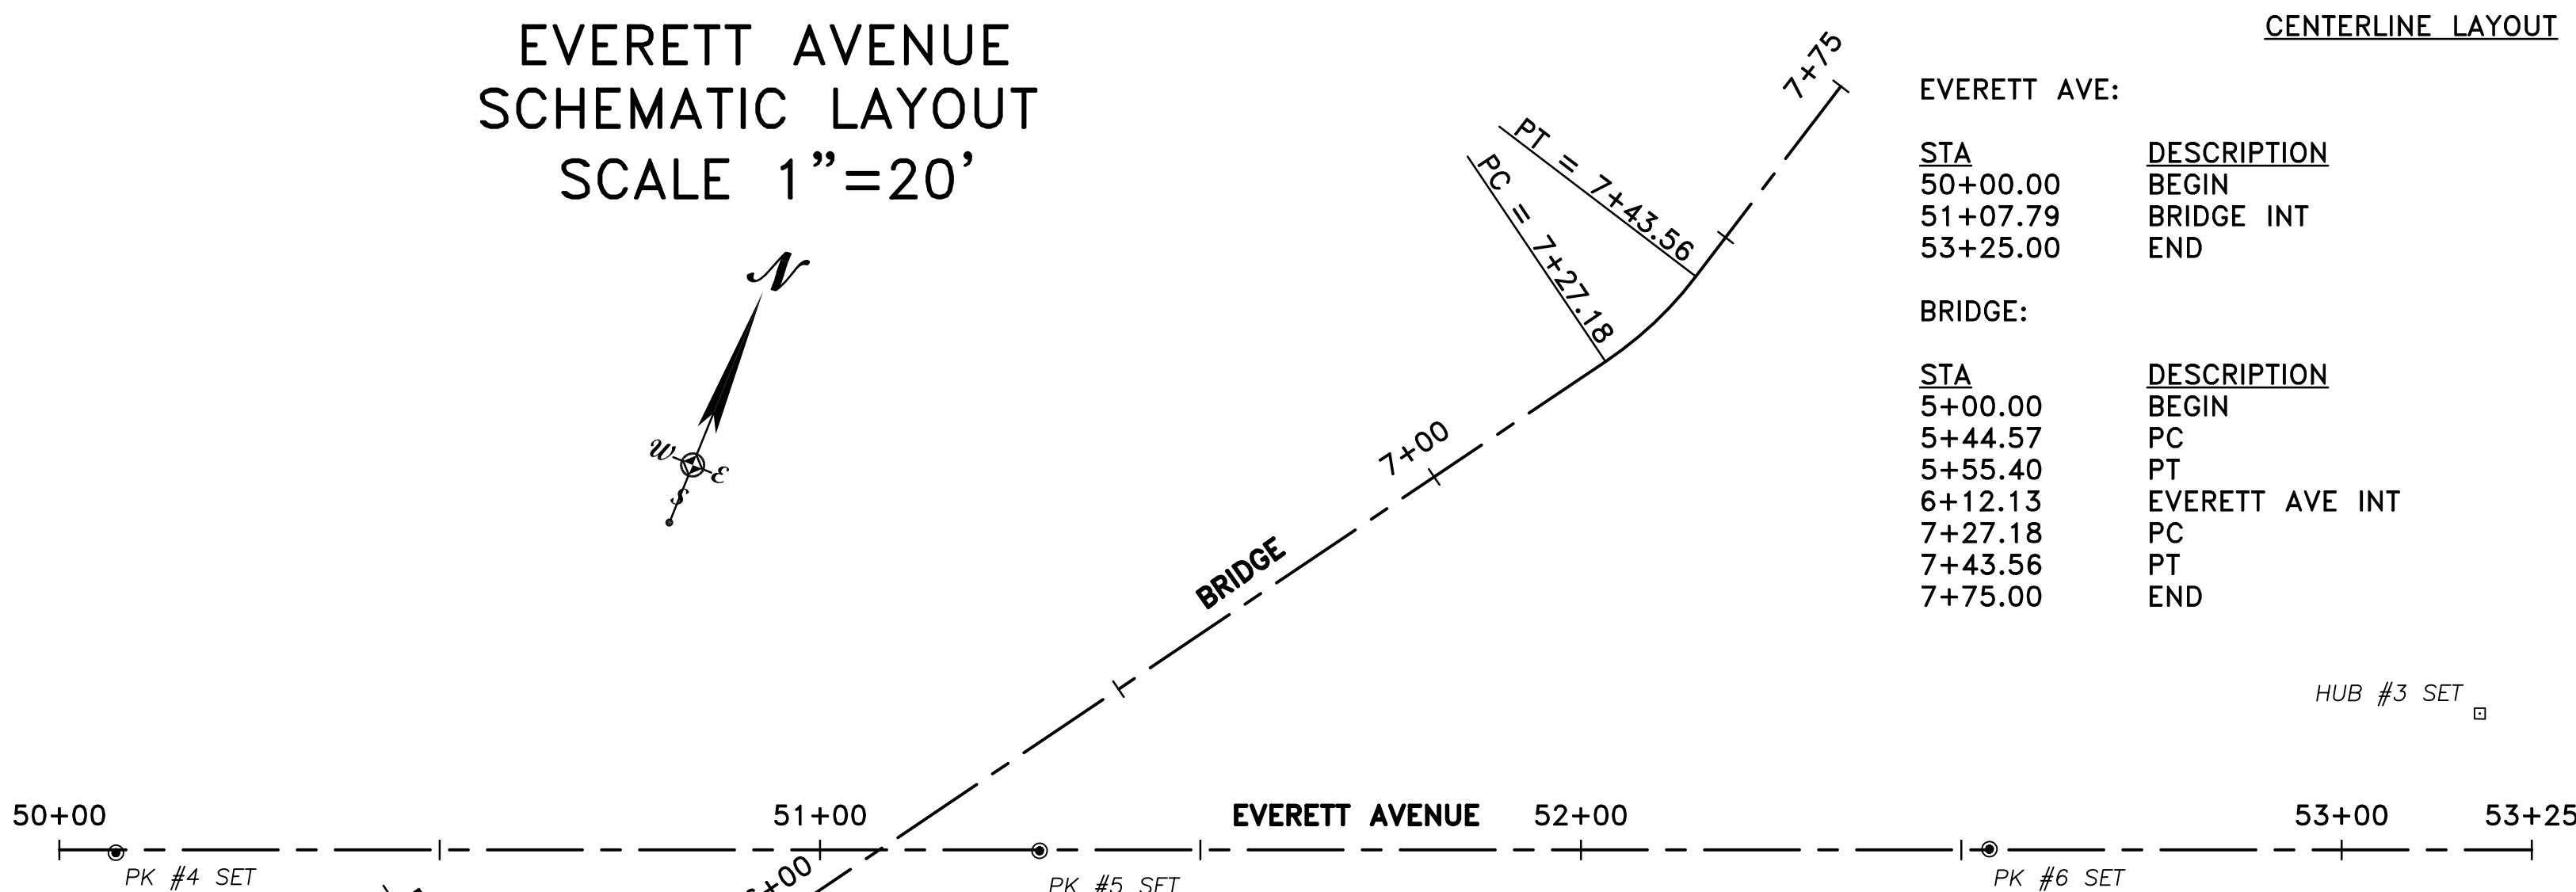 EVERETT AVENUE
SCHEMATIC LAYOUT
SCALE 1"=20'
CENTERLINE LAYOUT
EVERETT AVE:
STA DESCRIPTION
50+00.00 BEGIN
51+07.79 BRIDGE INT
53+25.00 END
BRIDGE:
STA DESCRIPTION
5+00.00 BEGIN
5+44.57 PC
5+55.40 PT
6+12.13 EVERETT AVE INT
7+27.18 PC
7+43.56 PT
7+75.00 END
7+75
PT = 7+43.56
PC = 7+27.18
N
W
E
S
7+00
BRIDGE
HUB #3 SET
50+00
51+00
EVERETT AVENUE
52+00
53+00
53+25
PK #4 SET
PK #5 SET
PK #6 SET